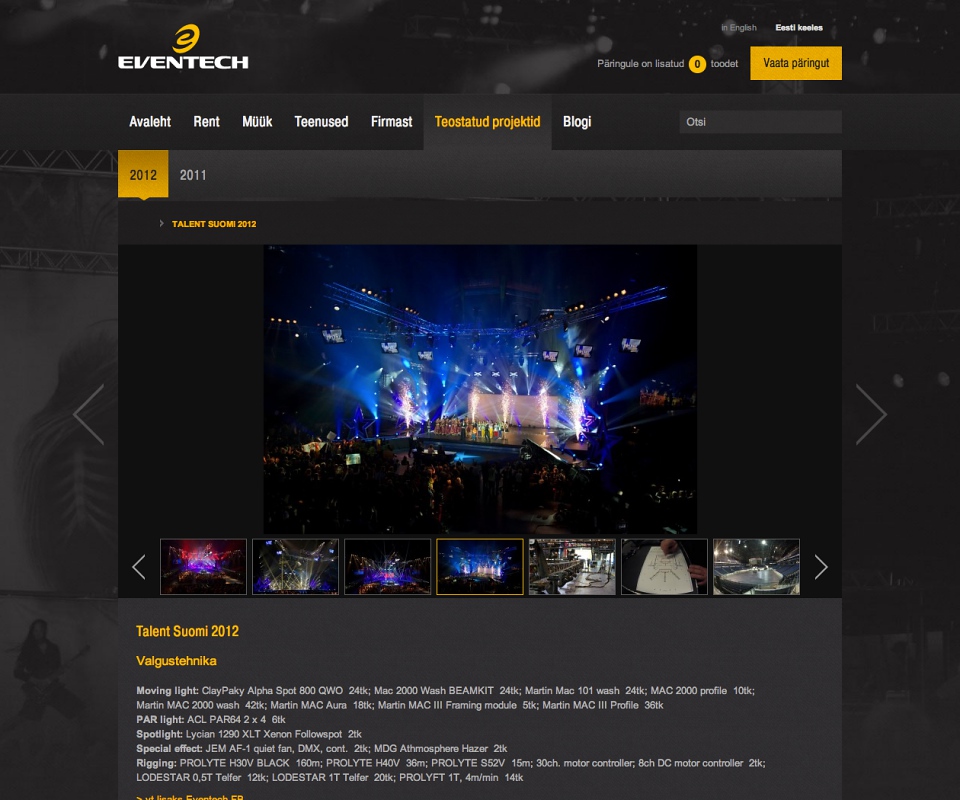 In English Eesti keeles
EVENTECH
Päringule on lisatud 0 toodet Vaata päringut
Avaleht Rent Müük Teenused Firmast Teostatud projektid Blogi Otsi
2012 2011
TALENT SUOMI 2012
Talent Suomi 2012
Valgustehnika
Moving light: ClayPaky Alpha Spot 800 QWO 24tk; Mac 2000 Wash BEAMKIT 24tk; Martin Mac 101 wash 24tk; MAC 2000 profile 10tk;
Martin MAC 2000 wash 42tk; Martin MAC Aura 18tk; Martin MAC III Framing module 5tk; Martin MAC III Profile 36tk
PAR light: ACL PAR64 2 x 4 6tk
Spotlight: Lycian 1290 XLT Xenon Followspot 2tk
Special effect: JEM AF-1 quiet fan, DMX, cont. 2tk; MDG Athmosphere Hazer 2tk
Rigging: PROLYTE H30V BLACK 160m; PROLYTE H40V 36m; PROLYTE S52V 15m; 30ch. motor controller; 8ch DC motor controller 2tk;
LODESTAR 0,5T Telfer 12tk; LODESTAR 1T Telfer 20tk; PROLYFT 1T, 4m/min 14tk
> vt lisaks Eventech FB